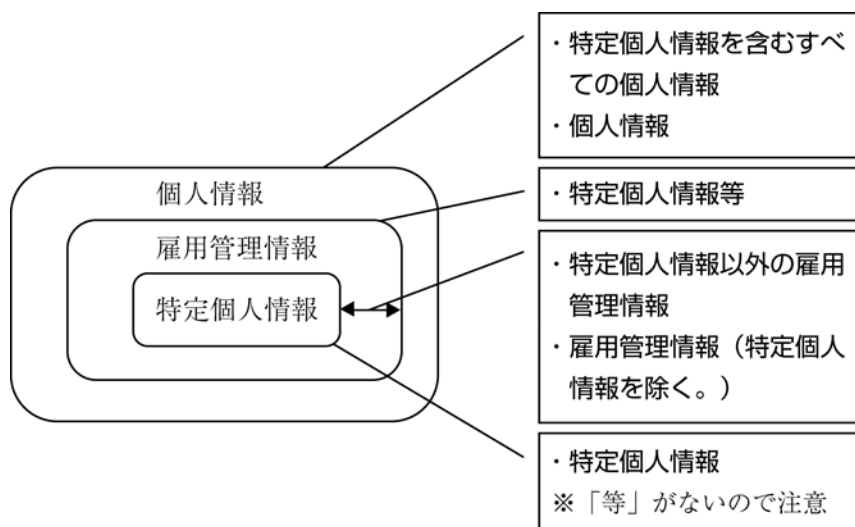 個人情報
雇用管理情報
特定個人情報
・特定個人情報を含むすべ
ての個人情報
・個人情報
・特定個人情報等
・特定個人情報以外の雇用
管理情報
・雇用管理情報（特定個人
情報を除く。）
・特定個人情報
※「等」がないので注意